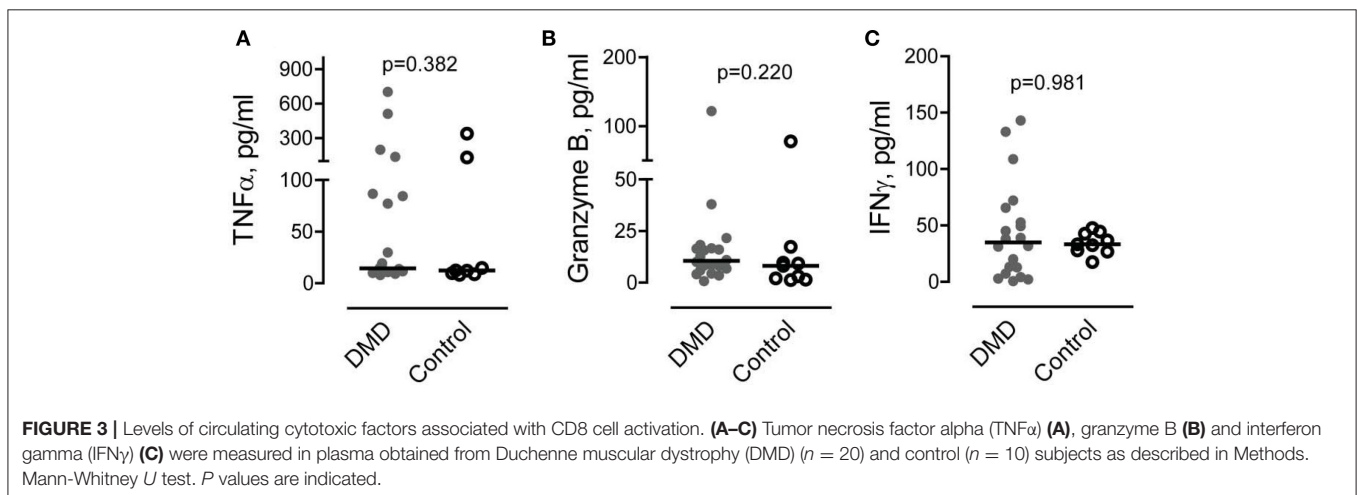 A
900
600
300
100
50
0
TNFα, pg/ml
p=0.382
DMD
Control
B
200
100
50
25
0
Granzyme B, pg/ml
p=0.220
DMD
Control
C
200
150
100
50
0
IFNγ, pg/ml
p=0.981
DMD
Control
FIGURE 3 | Levels of circulating cytotoxic factors associated with CD8 cell activation. (A–C) Tumor necrosis factor alpha (TNFα) (A), granzyme B (B) and interferon
gamma (IFNγ) (C) were measured in plasma obtained from Duchenne muscular dystrophy (DMD) (n = 20) and control (n = 10) subjects as described in Methods.
Mann-Whitney U test. P values are indicated.